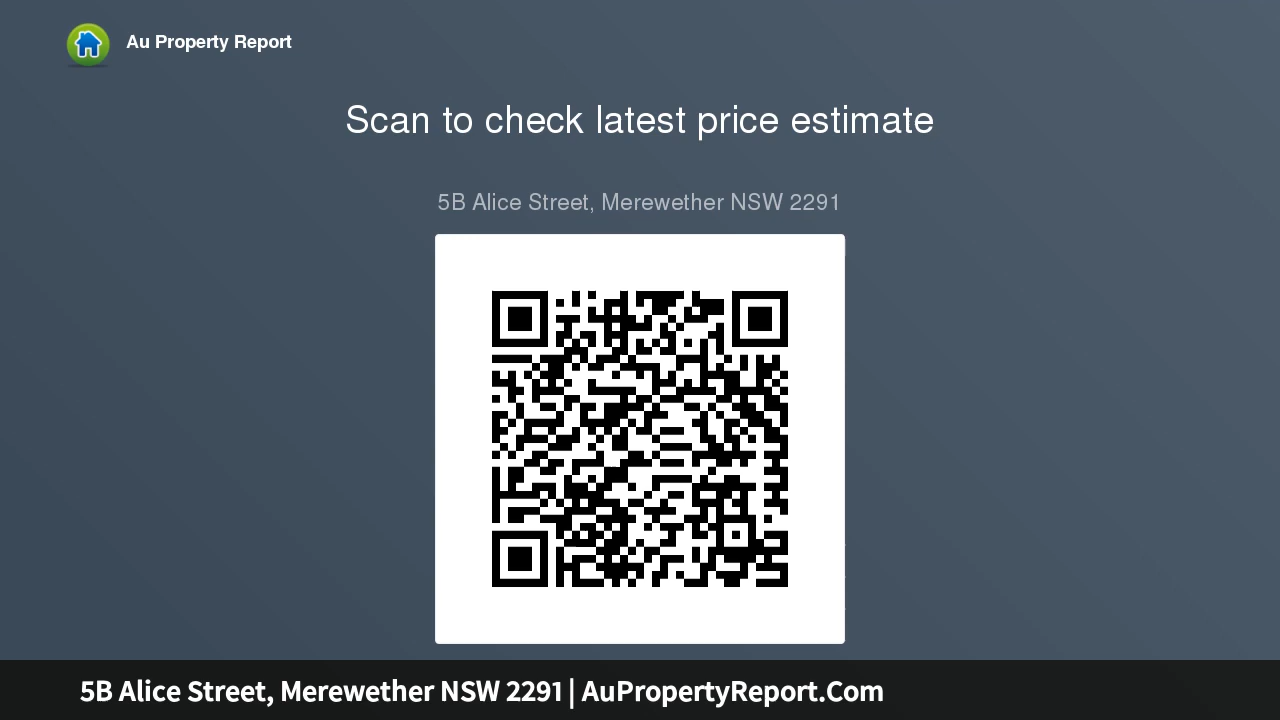 Au Property Report
Scan to check latest price estimate
5B Alice Street, Merewether NSW 2291
5B Alice Street, Merewether NSW 2291 | AuPropertyReport.Com